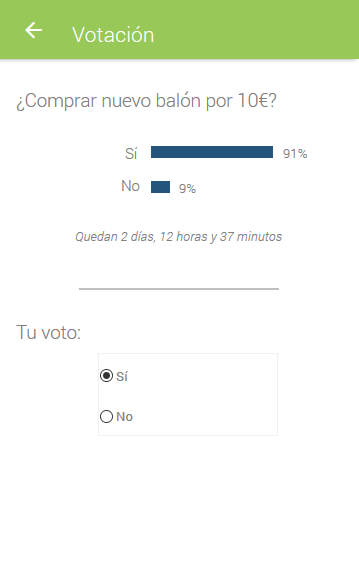 Votación
¿Comprar nuevo balón por 10€?
Sí 91%
No 9%
Quedan 2 días, 12 horas y 37 minutos
Tu voto:
Sí
No